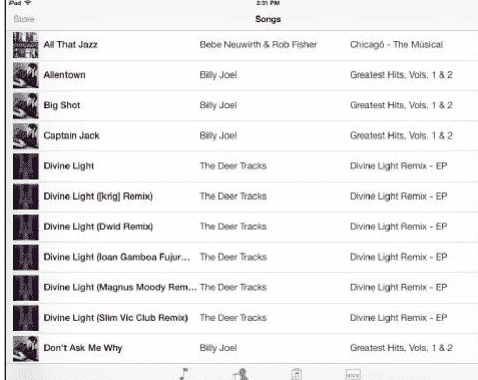 iPad 2:31 PM
Store Songs
All That Jazz Bebe Neuwirth & Rob Fisher Chicago - The Musical
Allentown Billy Joel Greatest Hits, Vols. 1 & 2
Big Shot Billy Joel Greatest Hits, Vols. 1 & 2
Captain Jack Billy Joel Greatest Hits, Vols. 1 & 2
Divine Light The Deer Tracks Divine Light Remix - EP
Divine Light ([krig] Remix) The Deer Tracks Divine Light Remix - EP
Divine Light (Dwid Remix) The Deer Tracks Divine Light Remix - EP
Divine Light (Ioan Gamboa Fujur... The Deer Tracks Divine Light Remix - EP
Divine Light (Magnus Moody Rem... The Deer Tracks Divine Light Remix - EP
Divine Light (Slim Vic Club Remix) The Deer Tracks Divine Light Remix - EP
Don't Ask Me Why Billy Joel Greatest Hits, Vols. 1 & 2